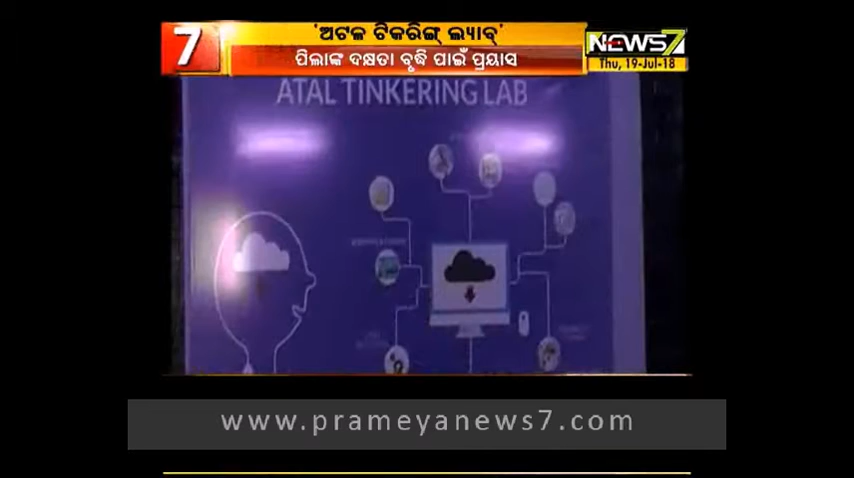 7
'ଅଟଳ ଟିକରିଙ୍ଗ୍ ଲ୍ୟାବ୍'
ପିଲାଙ୍କ ଦକ୍ଷତା ବୃଦ୍ଧି ପାଇଁ ପ୍ରୟାସ
NEWS7
Thu, 19-Jul-18
ATAL TINKERING LAB
www.prameyanews7.com